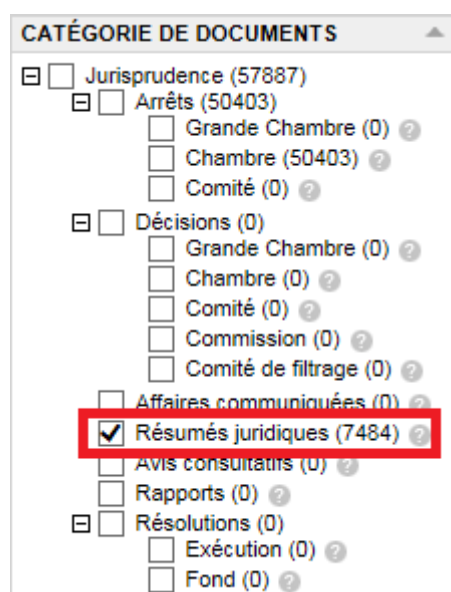 CATÉGORIE DE DOCUMENTS
Jurisprudence (57887)
Arrêts (50403)
Grande Chambre (0)
Chambre (50403)
Comité (0)
Décisions (0)
Grande Chambre (0)
Chambre (0)
Comité (0)
Commission (0)
Comité de filtrage (0)
Affaires communiquées (0)
Résumés juridiques (7484)
Avis consultatifs (0)
Rapports (0)
Résolutions (0)
Exécution (0)
Fond (0)